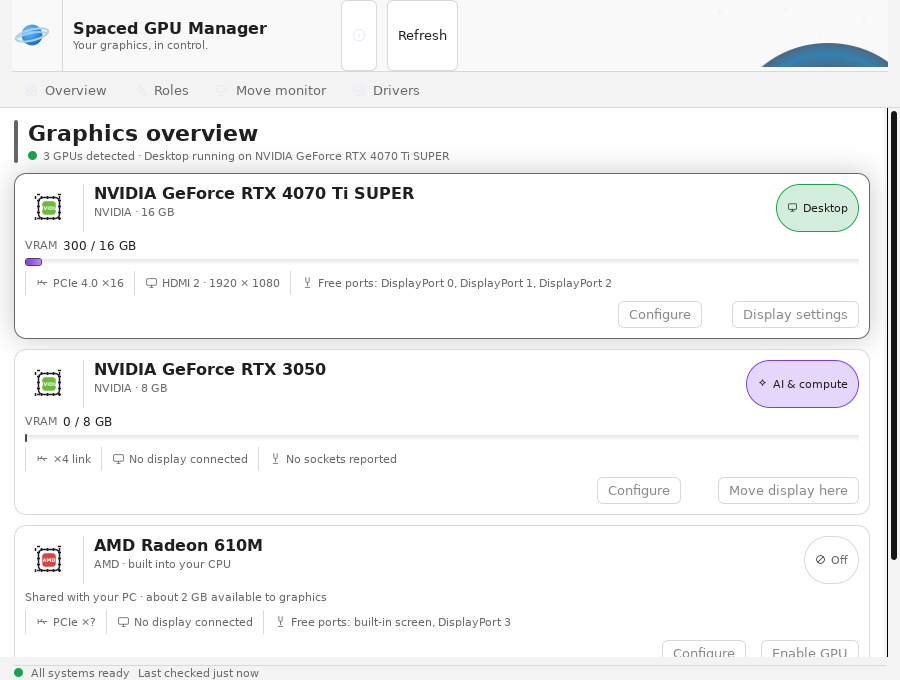 Spaced GPU Manager
Your graphics, in control.
Refresh
Overview
Roles
Move monitor
Drivers
Graphics overview
3 GPUs detected · Desktop running on NVIDIA GeForce RTX 4070 Ti SUPER
NVIDIA GeForce RTX 4070 Ti SUPER
NVIDIA · 16 GB
Desktop
VRAM 300 / 16 GB
PCIe 4.0 ×16
HDMI 2 · 1920 × 1080
Free ports: DisplayPort 0, DisplayPort 1, DisplayPort 2
Configure
Display settings
NVIDIA GeForce RTX 3050
NVIDIA · 8 GB
AI & compute
VRAM 0 / 8 GB
×4 link
No display connected
No sockets reported
Configure
Move display here
AMD
AMD Radeon 610M
AMD · built into your CPU
Off
Shared with your PC · about 2 GB available to graphics
PCIe ×?
No display connected
Free ports: built-in screen, DisplayPort 3
Configure
Enable GPU
All systems ready
Last checked just now